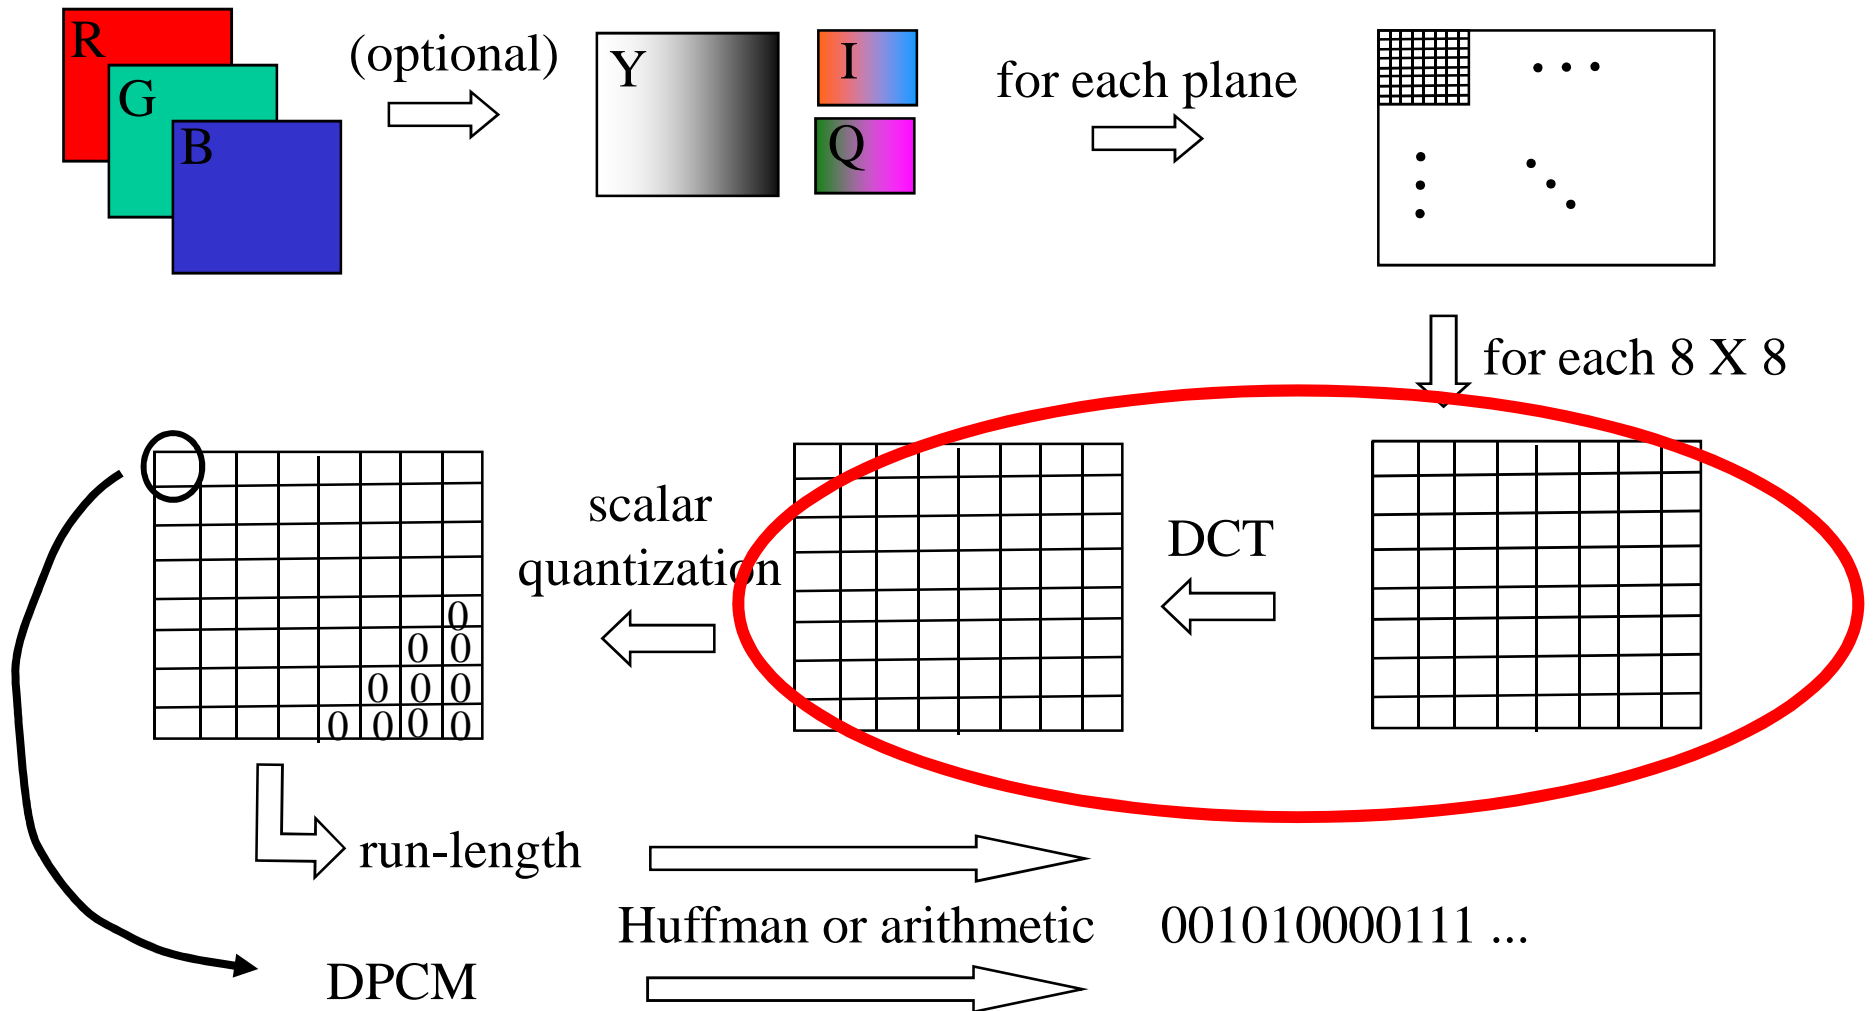 R
G
B
(optional)
Y
I
Q
for each plane
for each 8 X 8
DCT
scalar
quantization
0
0 0
0 0 0
0 0 0 0
run-length
Huffman or arithmetic 001010000111 ...
DPCM